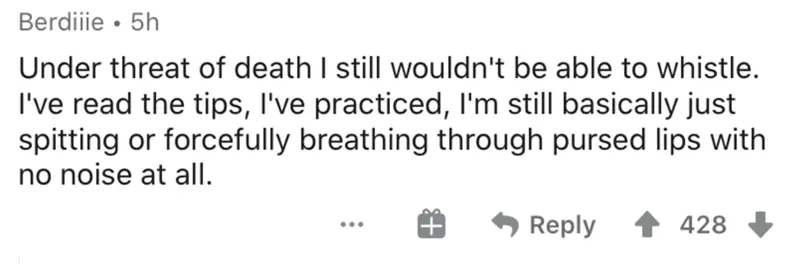 Berdiiie • 5h
Under threat of death I still wouldn't be able to whistle.
I've read the tips, I've practiced, I'm still basically just
spitting or forcefully breathing through pursed lips with
no noise at all.
Reply 428